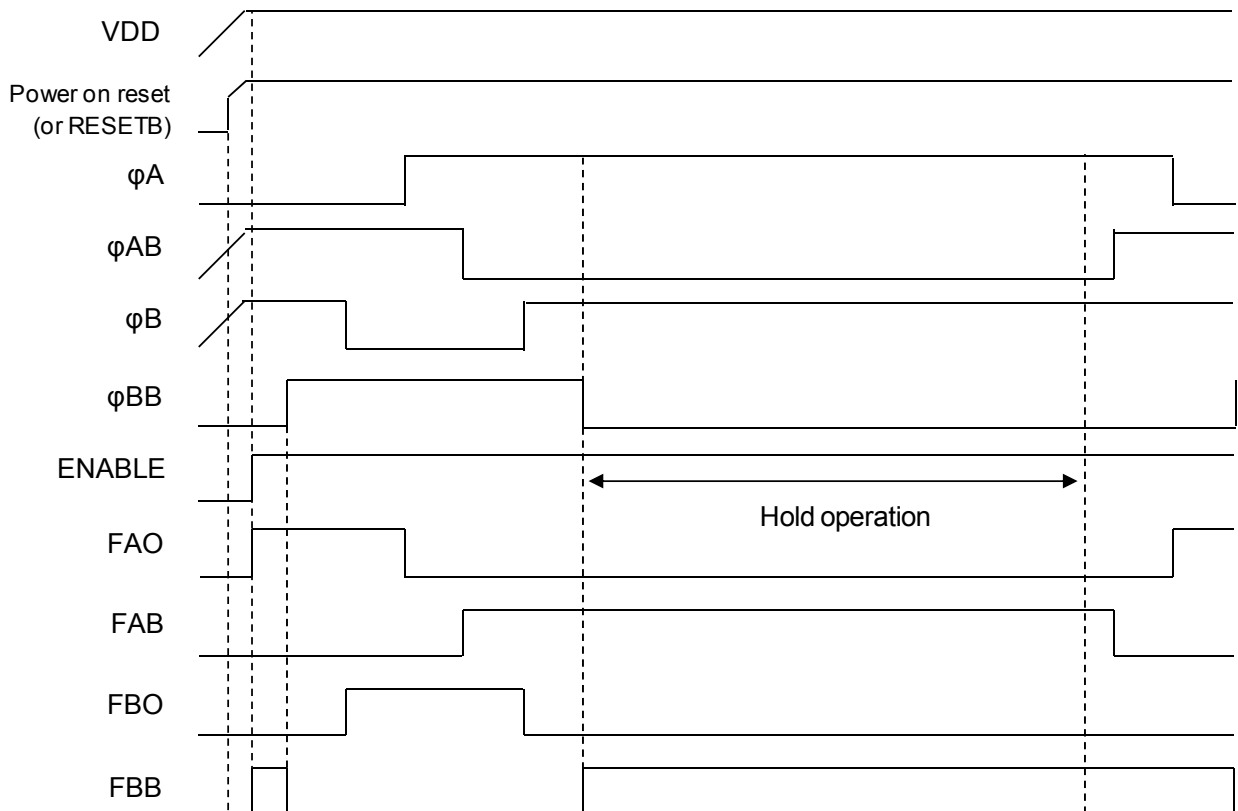 VDD
Power on reset
(or RESETB)
φA
φAB
φB
φBB
ENABLE
Hold operation
FAO
FAB
FBO
FBB